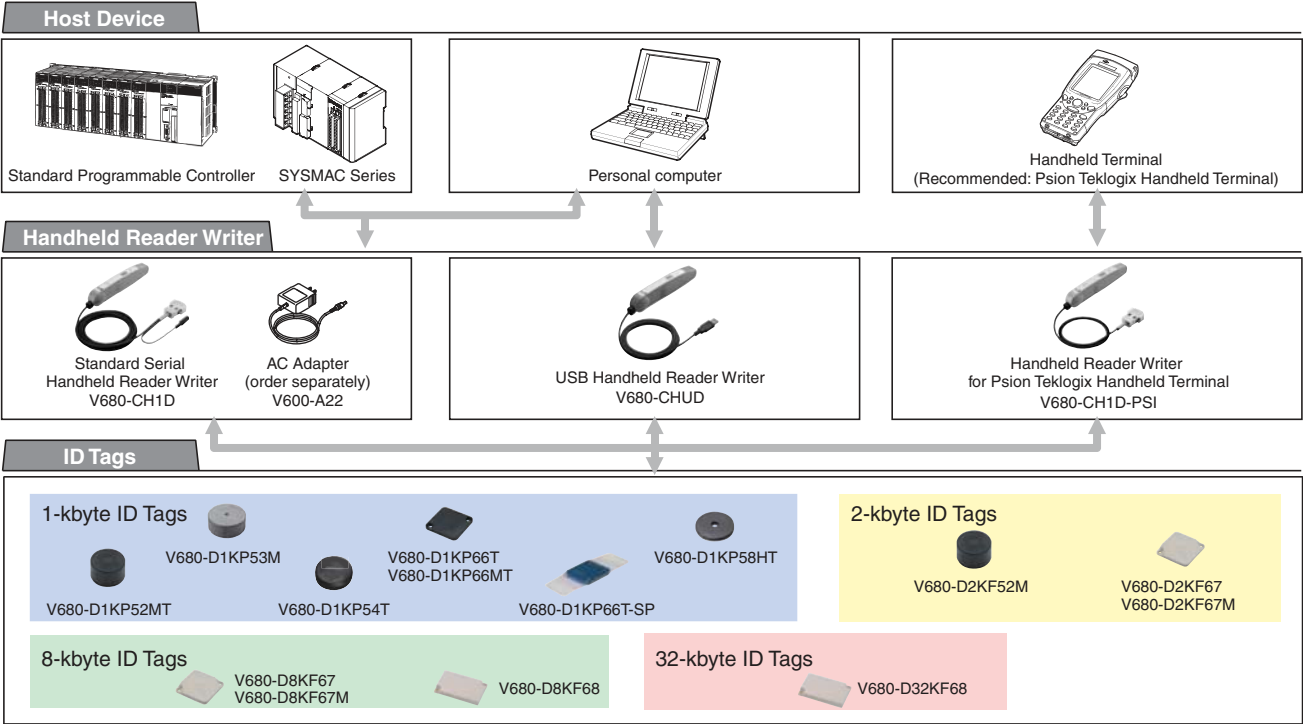 Host Device
Standard Programmable Controller
SYSMAC Series
Personal computer
Handheld Terminal
(Recommended: Psion Teklogix Handheld Terminal)
Handheld Reader Writer
Standard Serial
Handheld Reader Writer
V680-CH1D
AC Adapter
(order separately)
V600-A22
USB Handheld Reader Writer
V680-CHUD
Handheld Reader Writer
for Psion Teklogix Handheld Terminal
V680-CH1D-PSI
ID Tags
1-kbyte ID Tags
V680-D1KP53M
V680-D1KP66T
V680-D1KP66MT
V680-D1KP58HT
V680-D1KP52MT
V680-D1KP54T
V680-D1KP66T-SP
2-kbyte ID Tags
V680-D2KF52M
V680-D2KF67
V680-D2KF67M
8-kbyte ID Tags
V680-D8KF67
V680-D8KF67M
V680-D8KF68
32-kbyte ID Tags
V680-D32KF68